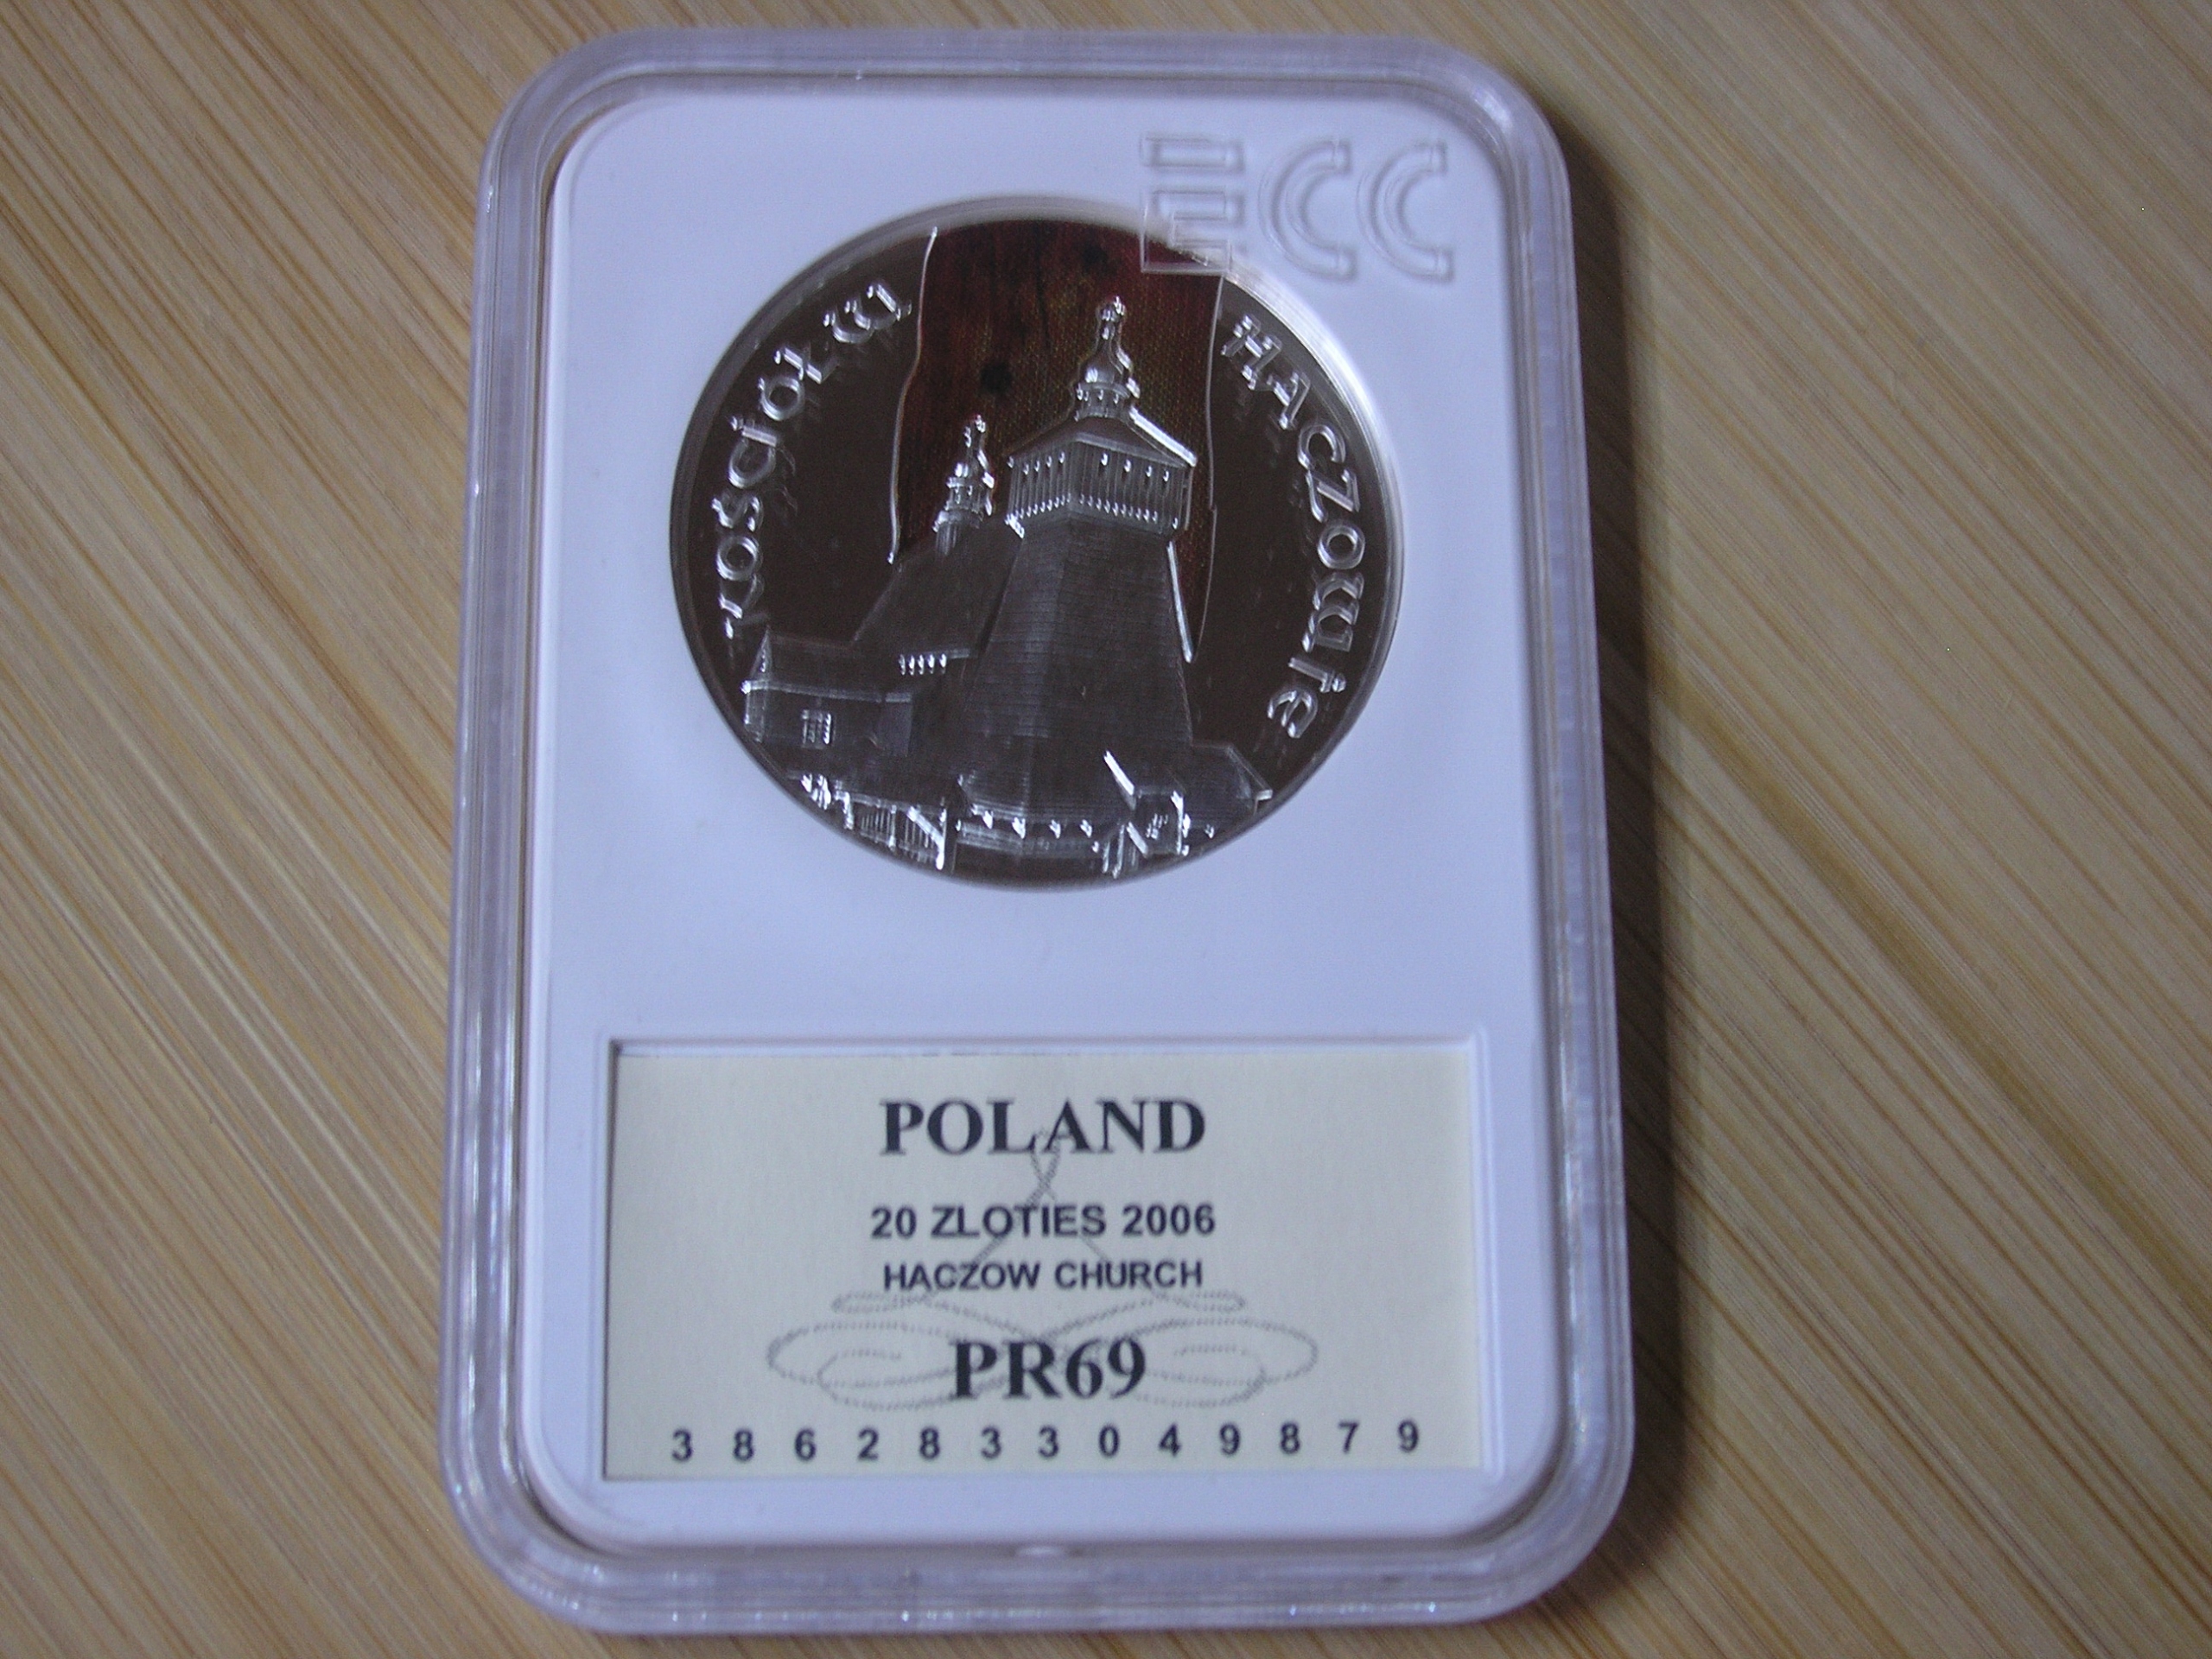 ECC
Kościół w
Haczowie
POLAND
20 ZLOTIES 2006
HACZOW CHURCH
PR69
3 8 6 2 8 3 3 0 4 9 8 7 9